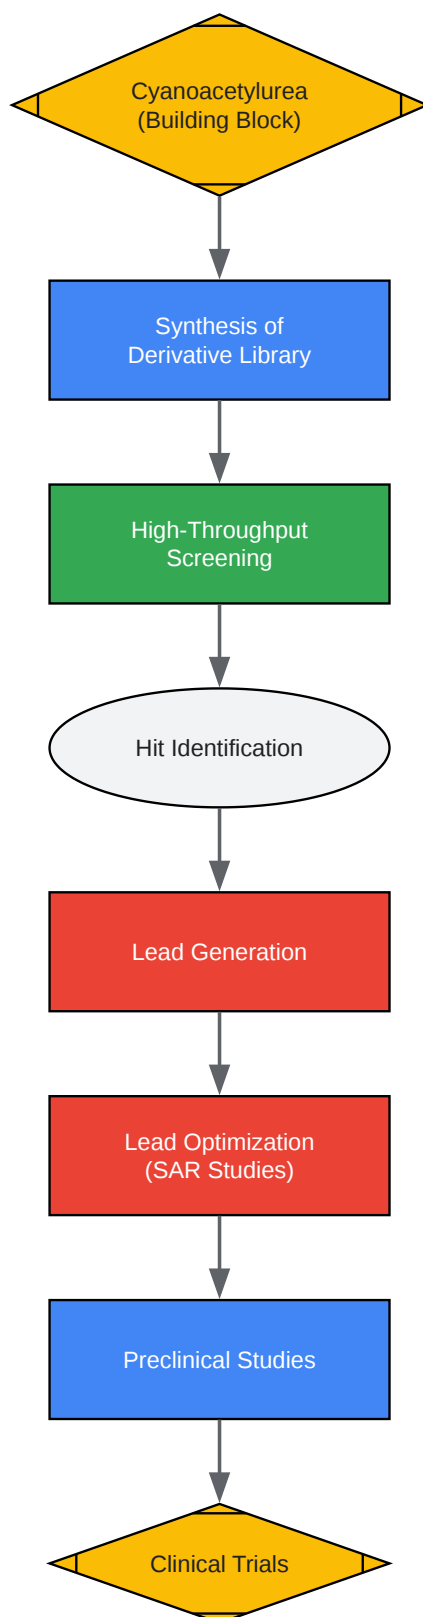 Cyanoacetylurea
(Building Block)
Synthesis of
Derivative Library
High-Throughput
Screening
Hit Identification
Lead Generation
Lead Optimization
(SAR Studies)
Preclinical Studies
Clinical Trials